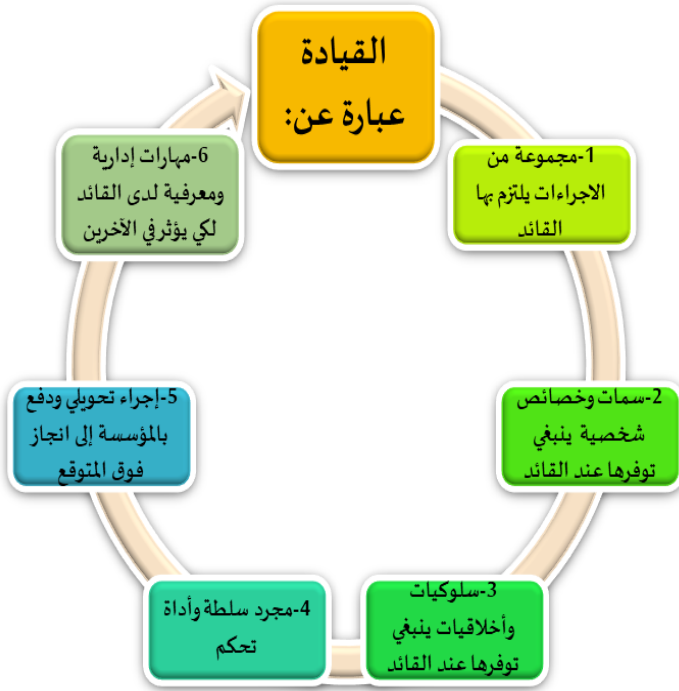 القيادة
عبارة عن:
1-مجموعة من
الاجراءات يلتزم بها
القائد
2-سمات وخصائص
شخصية ينبغي
توفرها عند القائد
3-سلوكيات
وأخلاقيات ينبغي
توفرها عند القائد
4-مجرد سلطة وأداة
تحكم
5-إجراء تحويلي ودفع
بالمؤسسة إلى انجاز
فوق المتوقع
6-مهارات إدارية
ومعرفية لدى القائد
لكي يؤثر في الآخرين